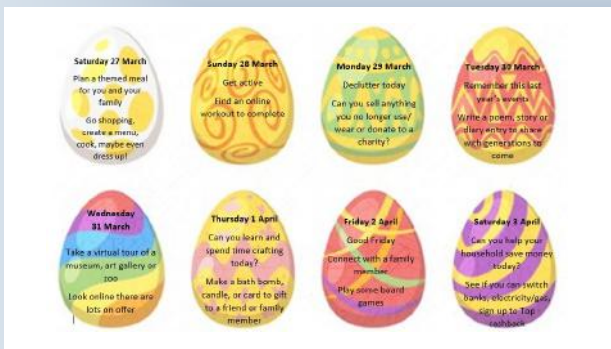 Saturday 27 March
Plan a themed meal
for you and your
family
Go shopping,
create a menu,
cook, maybe even
dress up!
Sunday 28 March
Get active
Find an online
workout to complete
Monday 29 March
Declutter today
Can you sell anything
you no longer use/
wear or donate to a
charity?
Tuesday 30 March
Remember this last
year's events
Write a poem, story or
diary entry to share
with generations to
come
Wednesday
31 March
Take a virtual tour of a
museum, art gallery or
zoo
Look online there are
lots on offer
Thursday 1 April
Can you learn and
spend time crafting
today?
Make a bath bomb,
candle, or card to gift
to a friend or family
member
Friday 2 April
Good Friday
Connect with a family
member
Play some board
games
Saturday 3 April
Can you help your
household save money
today?
See if you can switch
banks, electricity/gas,
sign up to Top
cashback